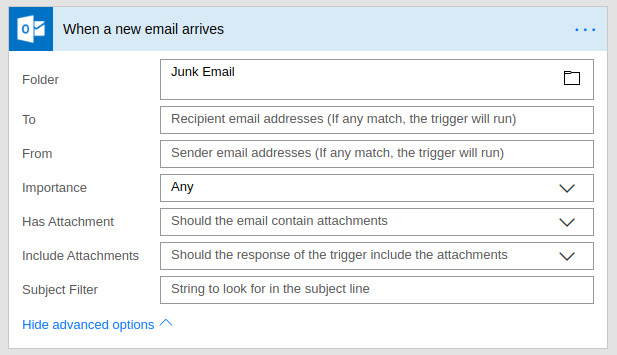 When a new email arrives
Folder
Junk Email
To
Recipient email addresses (If any match, the trigger will run)
From
Sender email addresses (If any match, the trigger will run)
Importance
Any
Has Attachment
Should the email contain attachments
Include Attachments
Should the response of the trigger include the attachments
Subject Filter
String to look for in the subject line
Hide advanced options